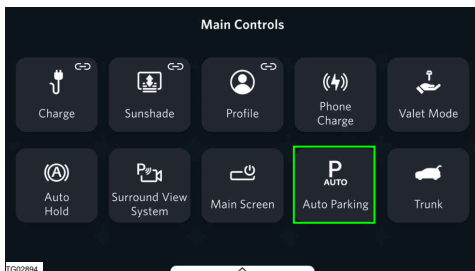 Main Controls
Charge
Sunshade
Profile
Phone
Charge
Valet Mode
(A)
Auto
Hold
P
Surround View
System
Main Screen
P
AUTO
Auto Parking
Trunk
TG02894